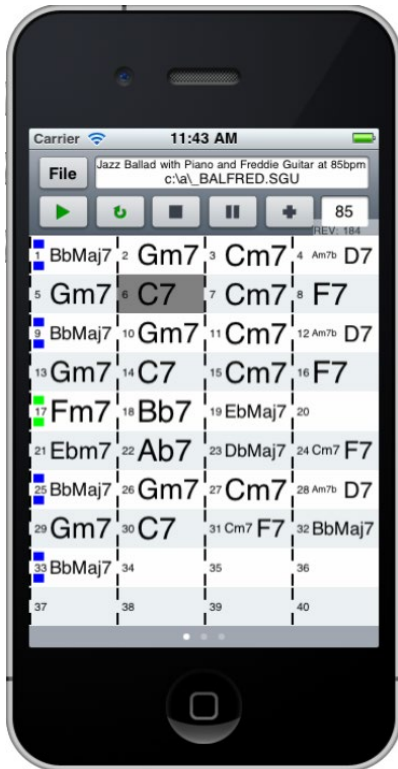 Carrier 11:43 AM
File
Jazz Ballad with Piano and Freddie Guitar at 85bpm
c:\a\_BALFRED.SGU
85
REV: 184
1 BbMaj7 2 Gm7 3 Cm7 4 Am7b D7
5 Gm7 6 C7 7 Cm7 8 F7
9 BbMaj7 10 Gm7 11 Cm7 12 Am7b D7
13 Gm7 14 C7 15 Cm7 16 F7
17 Fm7 18 Bb7 19 EbMaj7 20
21 Ebm7 22 Ab7 23 DbMaj7 24 Cm7 F7
25 BbMaj7 26 Gm7 27 Cm7 28 Am7b D7
29 Gm7 30 C7 31 Cm7 F7 32 BbMaj7
33 BbMaj7 34 35 36
37 38 39 40